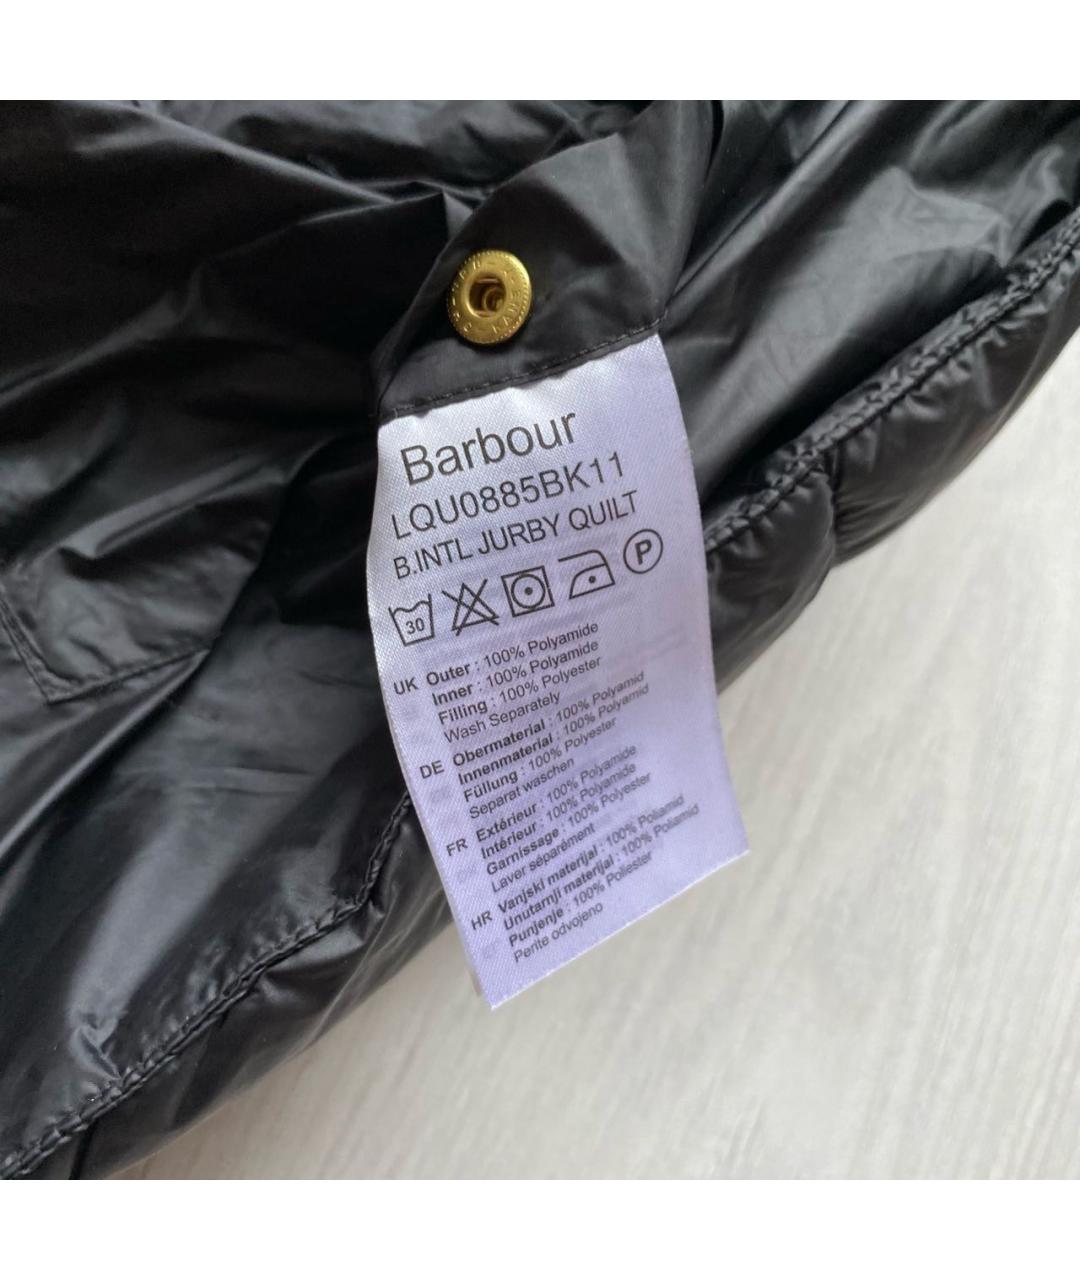 Barbour
LQU0885BK11
B.INTL JURBY QUILT
30 P
UK Outer : 100% Polyamide
Inner : 100% Polyamide
Filling : 100% Polyester
Wash Separately
DE Obermaterial : 100% Polyamid
Innenmaterial : 100% Polyamid
Füllung : 100% Polyester
Separat waschen
FR Extérieur : 100% Polyamide
Intérieur : 100% Polyamide
Garnissage : 100% Polyester
Laver séparément
HR Vanjski materijal : 100% Poliamid
Unutarnji materijal : 100% Poliamid
Punjenje : 100% Poliester
Perite odvojeno